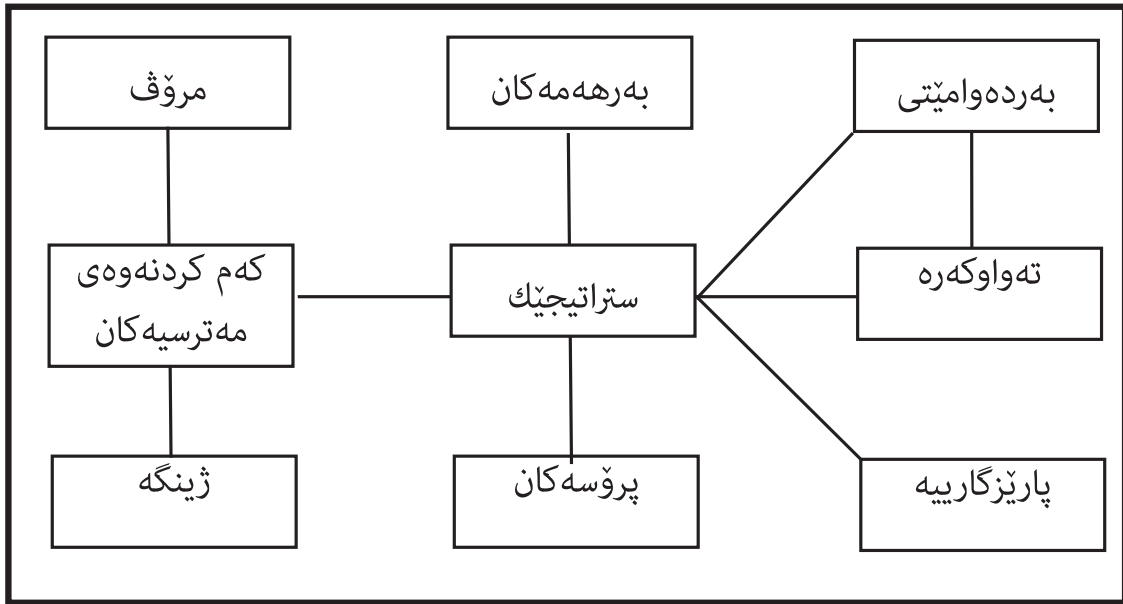 بەردەوامێتی
بەرهەمەکان
مرۆڤ
تەواوکەرە
ستراتیجێك
کەم کردنەوەی
مەترسیەکان
پارێزگارییە
پرۆسەکان
ژینگە